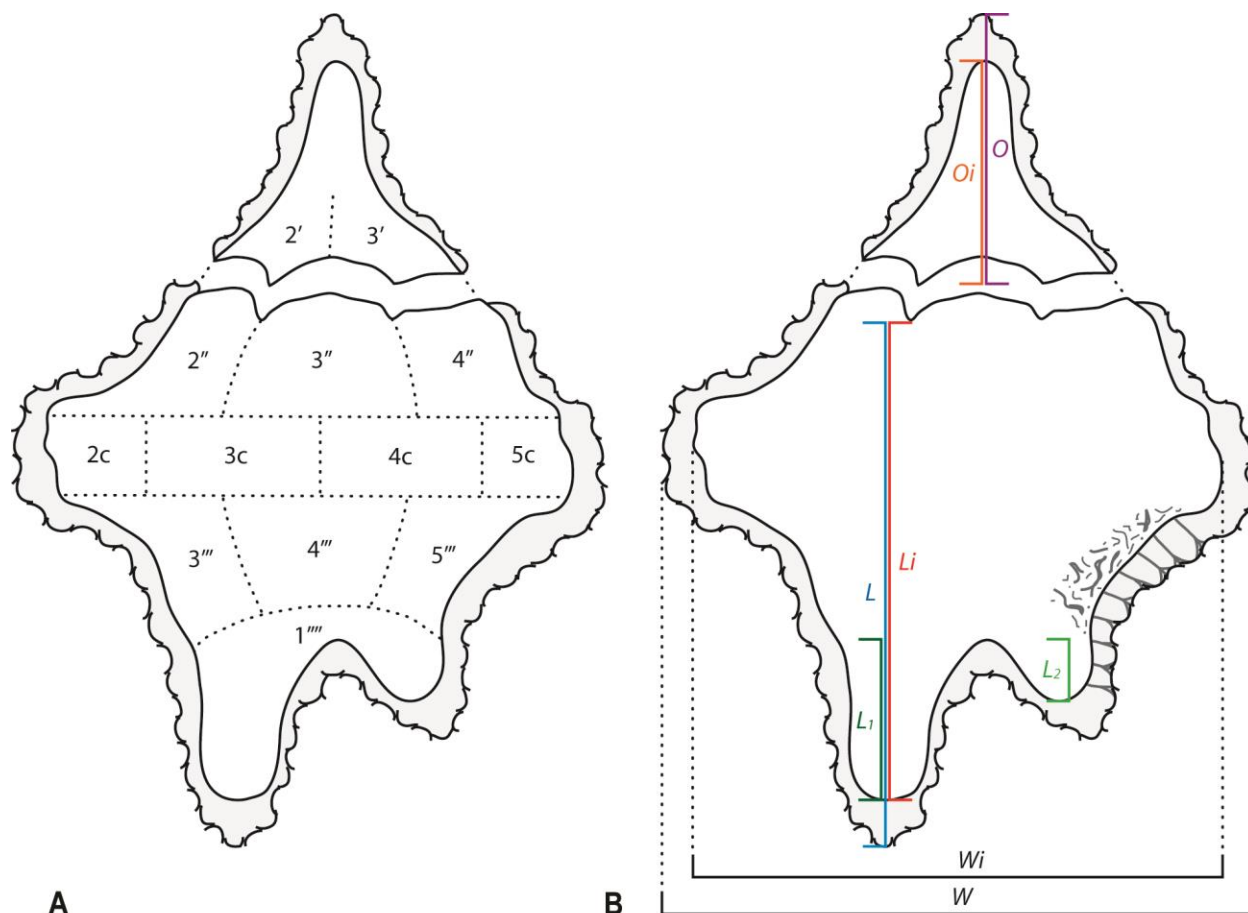 2′ 3′
2″ 3″ 4″
2c 3c 4c 5c
3‴ 4‴ 5‴
1⁗
A
O
Oi
L Li
L₁ L₂
Wi
W
B